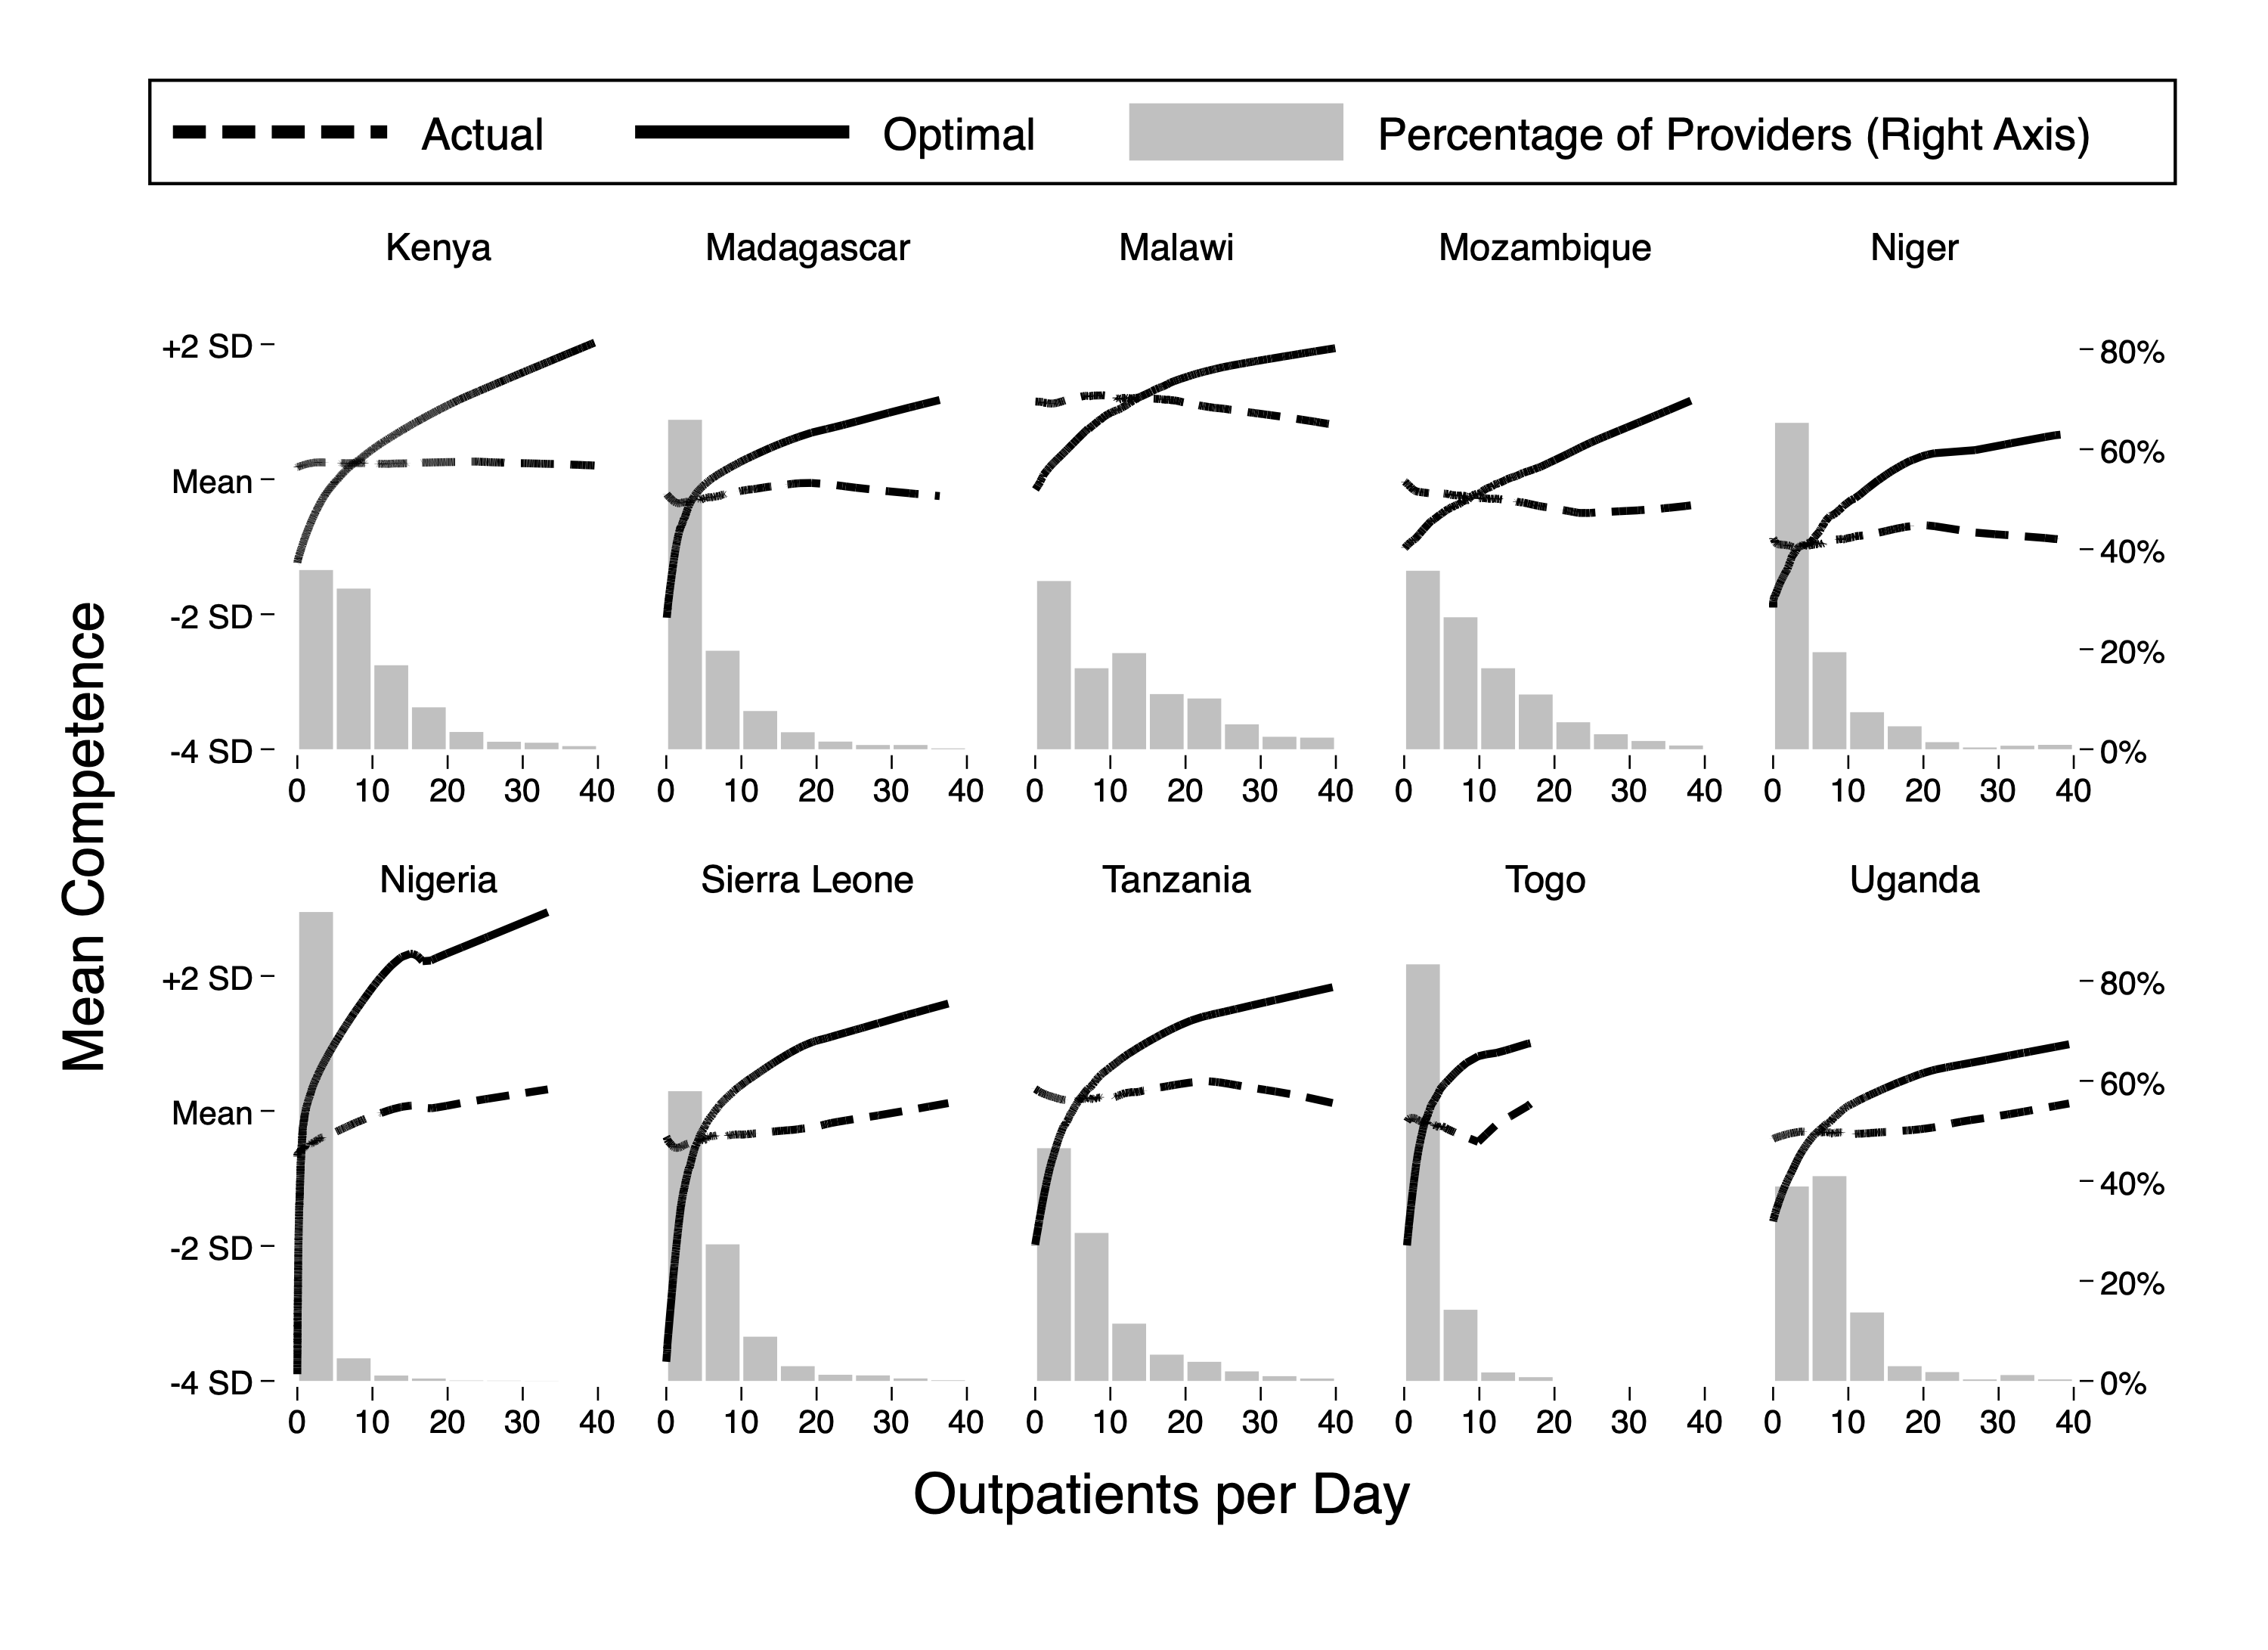 Actual Optimal Percentage of Providers (Right Axis)
Kenya Madagascar Malawi Mozambique Niger
+2 SD 80%
60%
Mean
40%
-2 SD
20%
-4 SD 0%
0 10 20 30 40 0 10 20 30 40 0 10 20 30 40 0 10 20 30 40 0 10 20 30 40
Mean Competence
Nigeria Sierra Leone Tanzania Togo Uganda
+2 SD 80%
60%
Mean
40%
-2 SD
20%
-4 SD 0%
0 10 20 30 40 0 10 20 30 40 0 10 20 30 40 0 10 20 30 40 0 10 20 30 40
Outpatients per Day